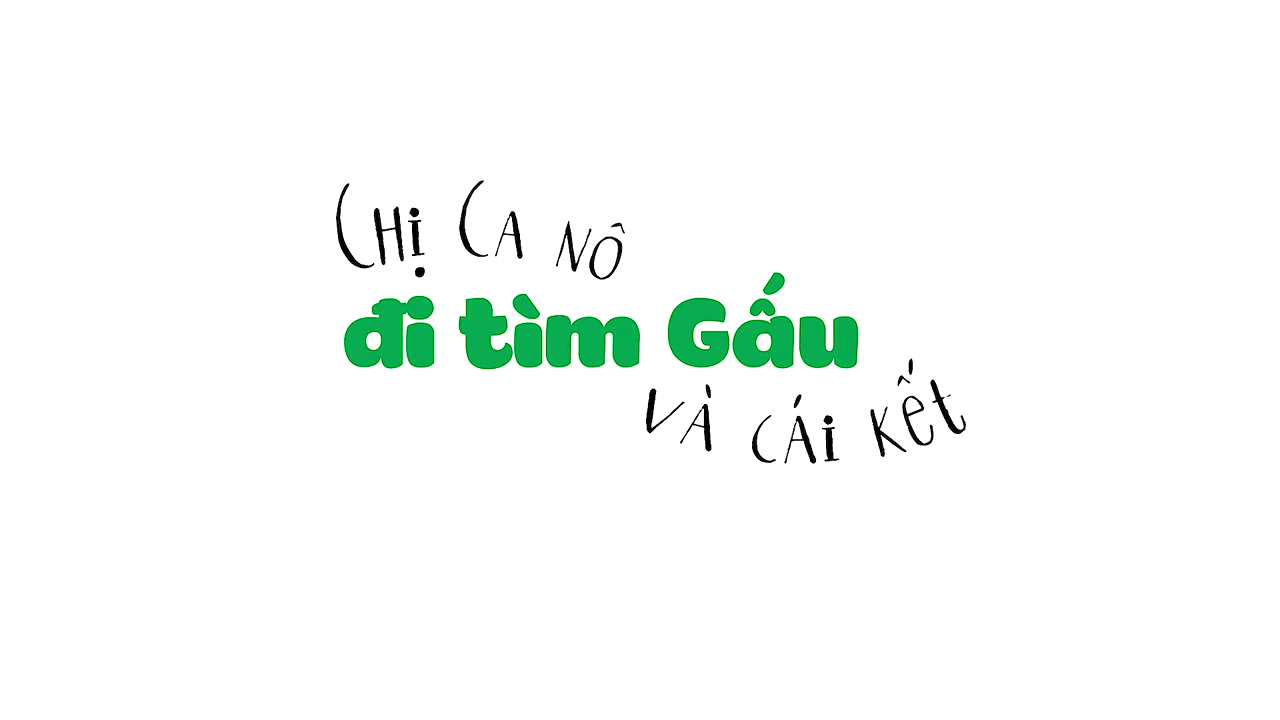 CHỊ CA NÔ
đi tìm Gấu
VÀ CÁI KẾT